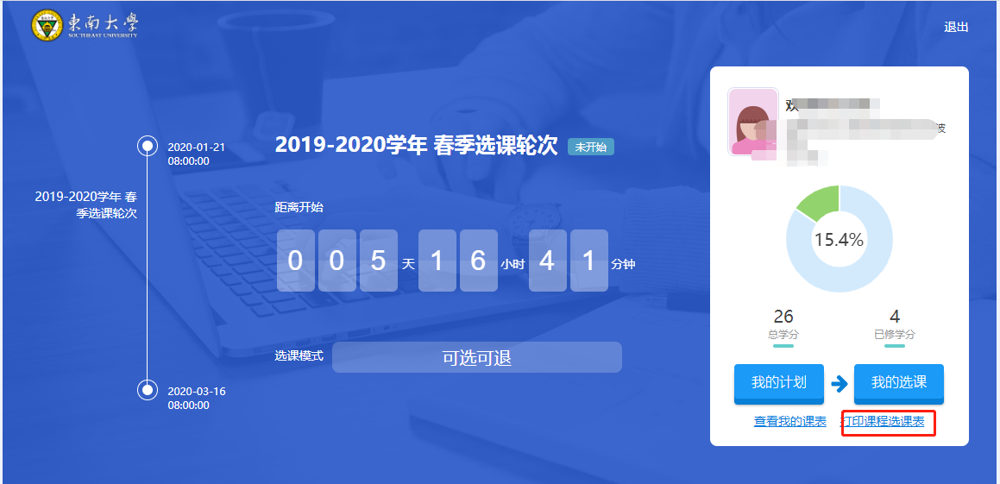 東南大學
SOUTHEAST UNIVERSITY
退出
2020-01-21
08:00:00
2019-2020学年 春
季选课轮次
2020-03-16
08:00:00
2019-2020学年 春季选课轮次 未开始
距离开始
0 0 5 天 1 6 小时 4 1 分钟
选课模式 可选可退
欢
波
15.4%
26 4
总学分 已修学分
我的计划 我的选课
查看我的课表 打印课程选课表